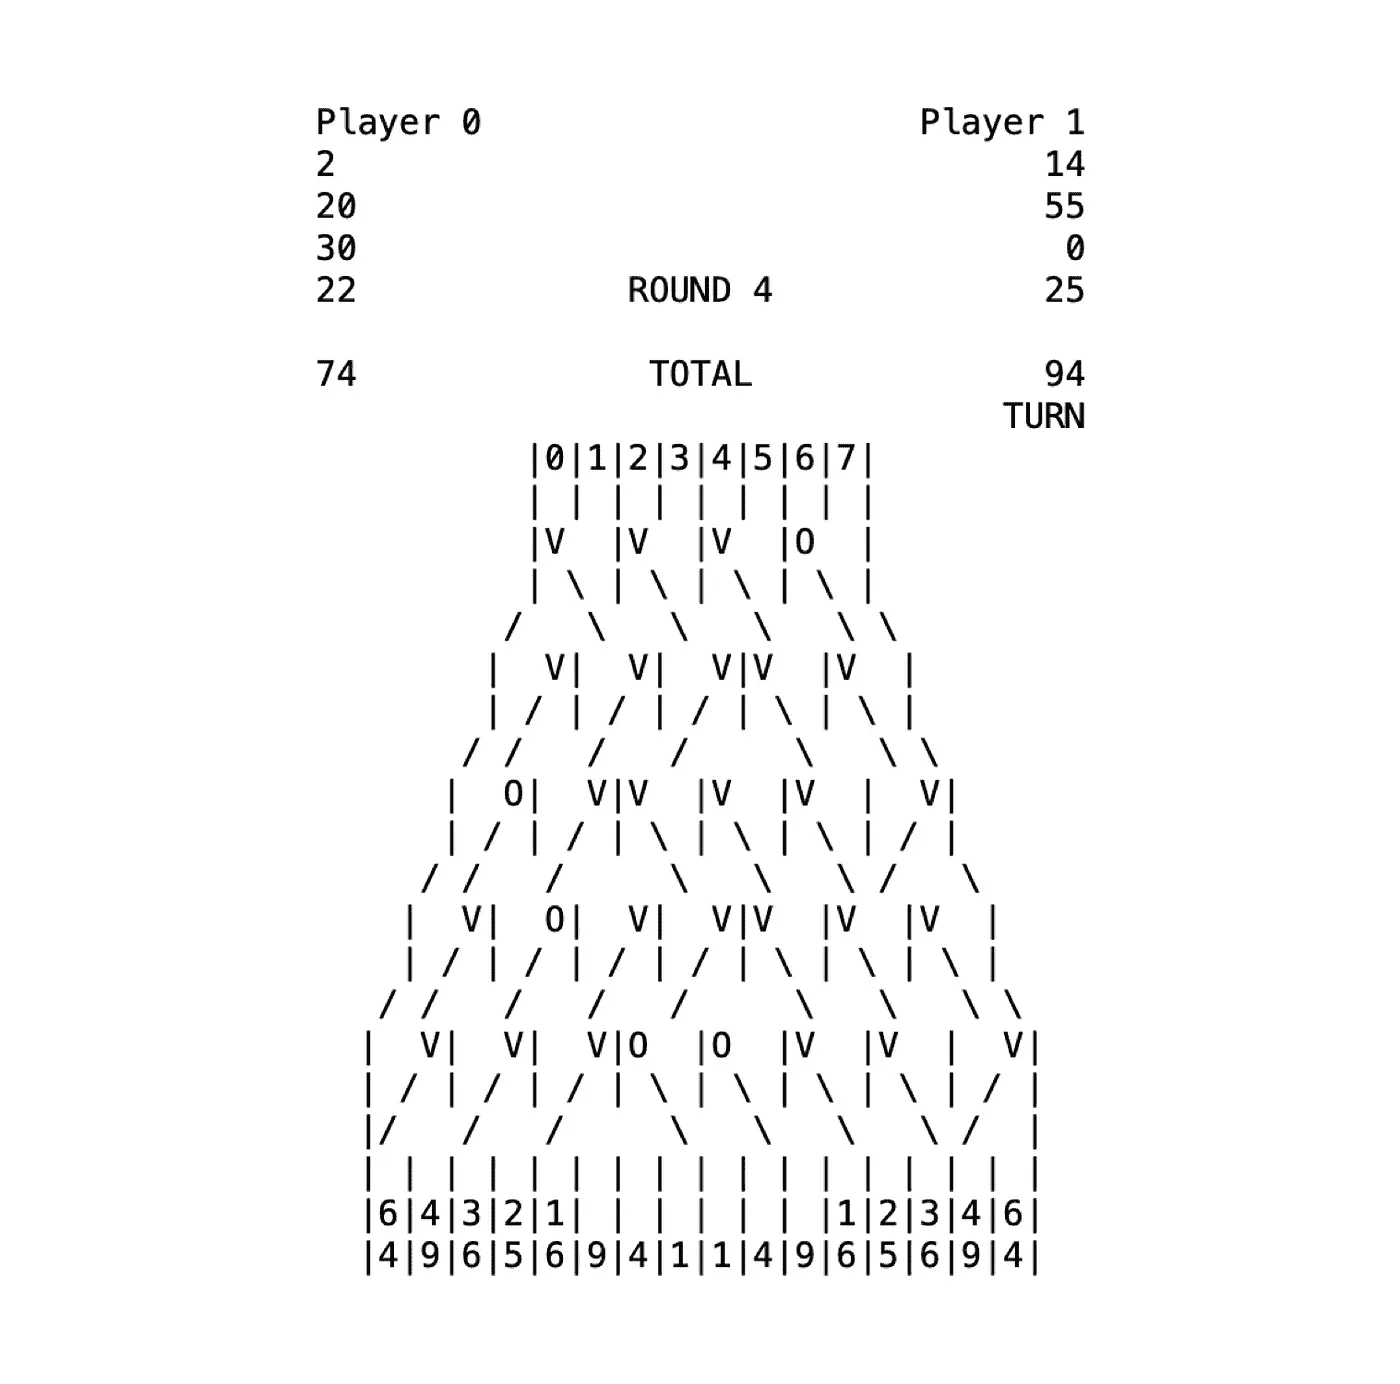 Player 0                     Player 1
2                                  14
20                                 55
30                                  0
22             ROUND 4             25

74              TOTAL              94
                                 TURN
          |0|1|2|3|4|5|6|7|
          | | | | | | | | |
          |V  |V  |V  |O  |
          | \ | \ | \ | \ |
         /   \   \   \   \ \
        |  V|  V|  V|V  |V  |
        | / | / | / | \ | \ |
       / /   /   /     \   \ \
      |  O|  V|V  |V  |V  |  V|
      | / | / | \ | \ | \ | / |
     / /   /     \   \   \ /   \
    |  V|  O|  V|  V|V  |V  |V  |
    | / | / | / | / | \ | \ | \ |
   / /   /   /   /     \   \   \ \
  |  V|  V|  V|O  |O  |V  |V  |  V|
  | / | / | / | \ | \ | \ | \ | / |
  |/   /   /     \   \   \   \ /  |
  | | | | | | | | | | | | | | | | |
  |6|4|3|2|1| | | | | | |1|2|3|4|6|
  |4|9|6|5|6|9|4|1|1|4|9|6|5|6|9|4|